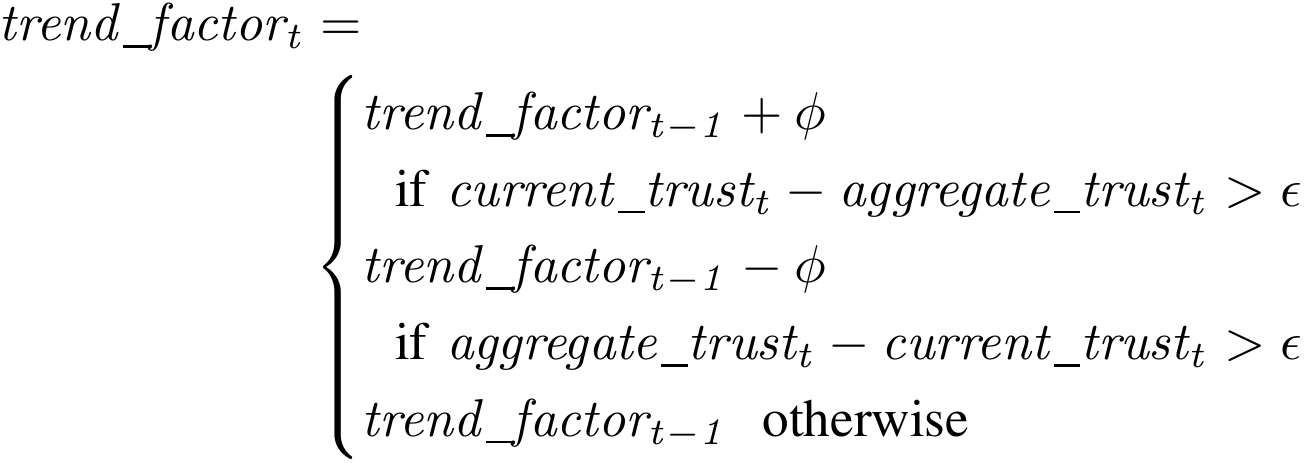 trend_factor_t =
trend_factor_{t-1} + ϕ
if current_trust_t − aggregate_trust_t > ϵ
trend_factor_{t-1} − ϕ
if aggregate_trust_t − current_trust_t > ϵ
trend_factor_{t-1} otherwise